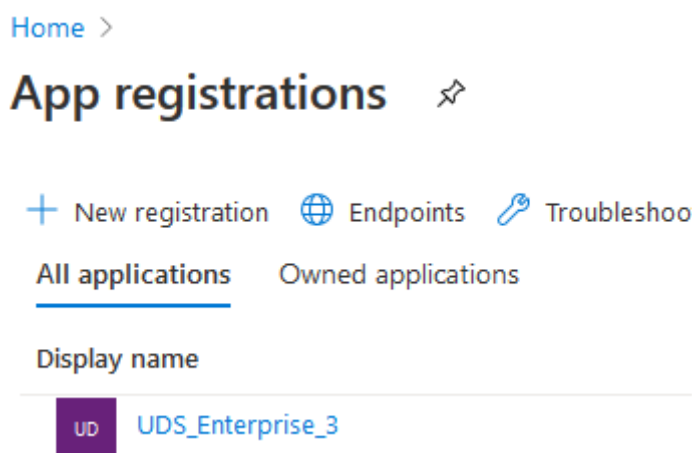 Home >
App registrations
New registration Endpoints Troubleshoo
All applications Owned applications
Display name
UD UDS_Enterprise_3